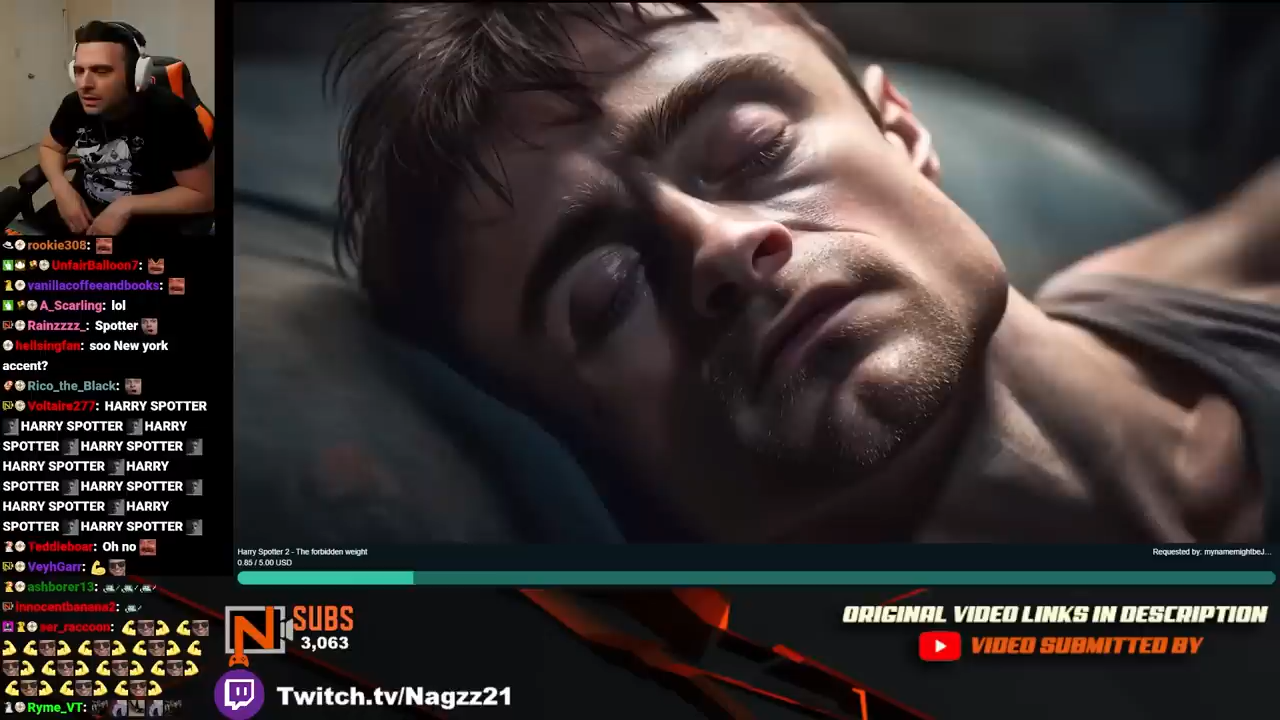 rookie308:
UnfairBalloon7:
vanillacoffeeandbooks:
A_Scarling: lol
Rainzzzz_: Spotter
hellsingfan: soo New york
accent?
Rico_the_Black:
Voltaire277: HARRY SPOTTER
HARRY SPOTTER HARRY
SPOTTER HARRY SPOTTER
HARRY SPOTTER HARRY
SPOTTER HARRY SPOTTER
HARRY SPOTTER HARRY
SPOTTER HARRY SPOTTER
Teddieboar: Oh no
VeyhGarr:
ashborer13:
innocentbanana2:
ser_raccoon:
Ryme_VT:
Harry Spotter 2 - The forbidden weight
0.85 / 5.00 USD
Requested by: mynamemightbeJ...
N SUBS
3,063
Twitch.tv/Nagzz21
ORIGINAL VIDEO LINKS IN DESCRIPTION
VIDEO SUBMITTED BY